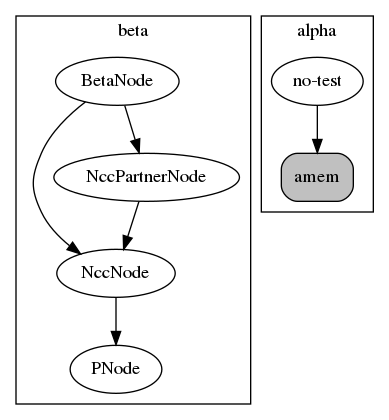 beta
BetaNode
NccPartnerNode
NccNode
PNode
alpha
no-test
amem